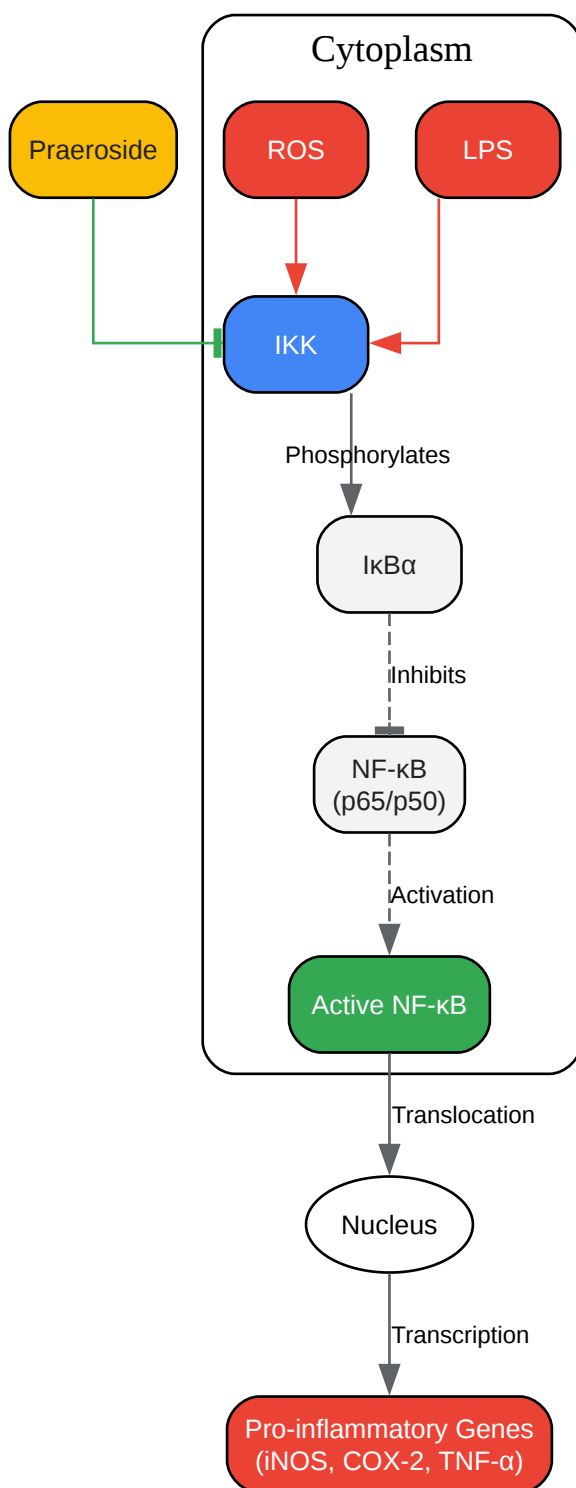 Cytoplasm
Praeroside
ROS
LPS
IKK
Phosphorylates
IκBα
Inhibits
NF-κB
(p65/p50)
Activation
Active NF-κB
Translocation
Nucleus
Transcription
Pro-inflammatory Genes
(iNOS, COX-2, TNF-α)